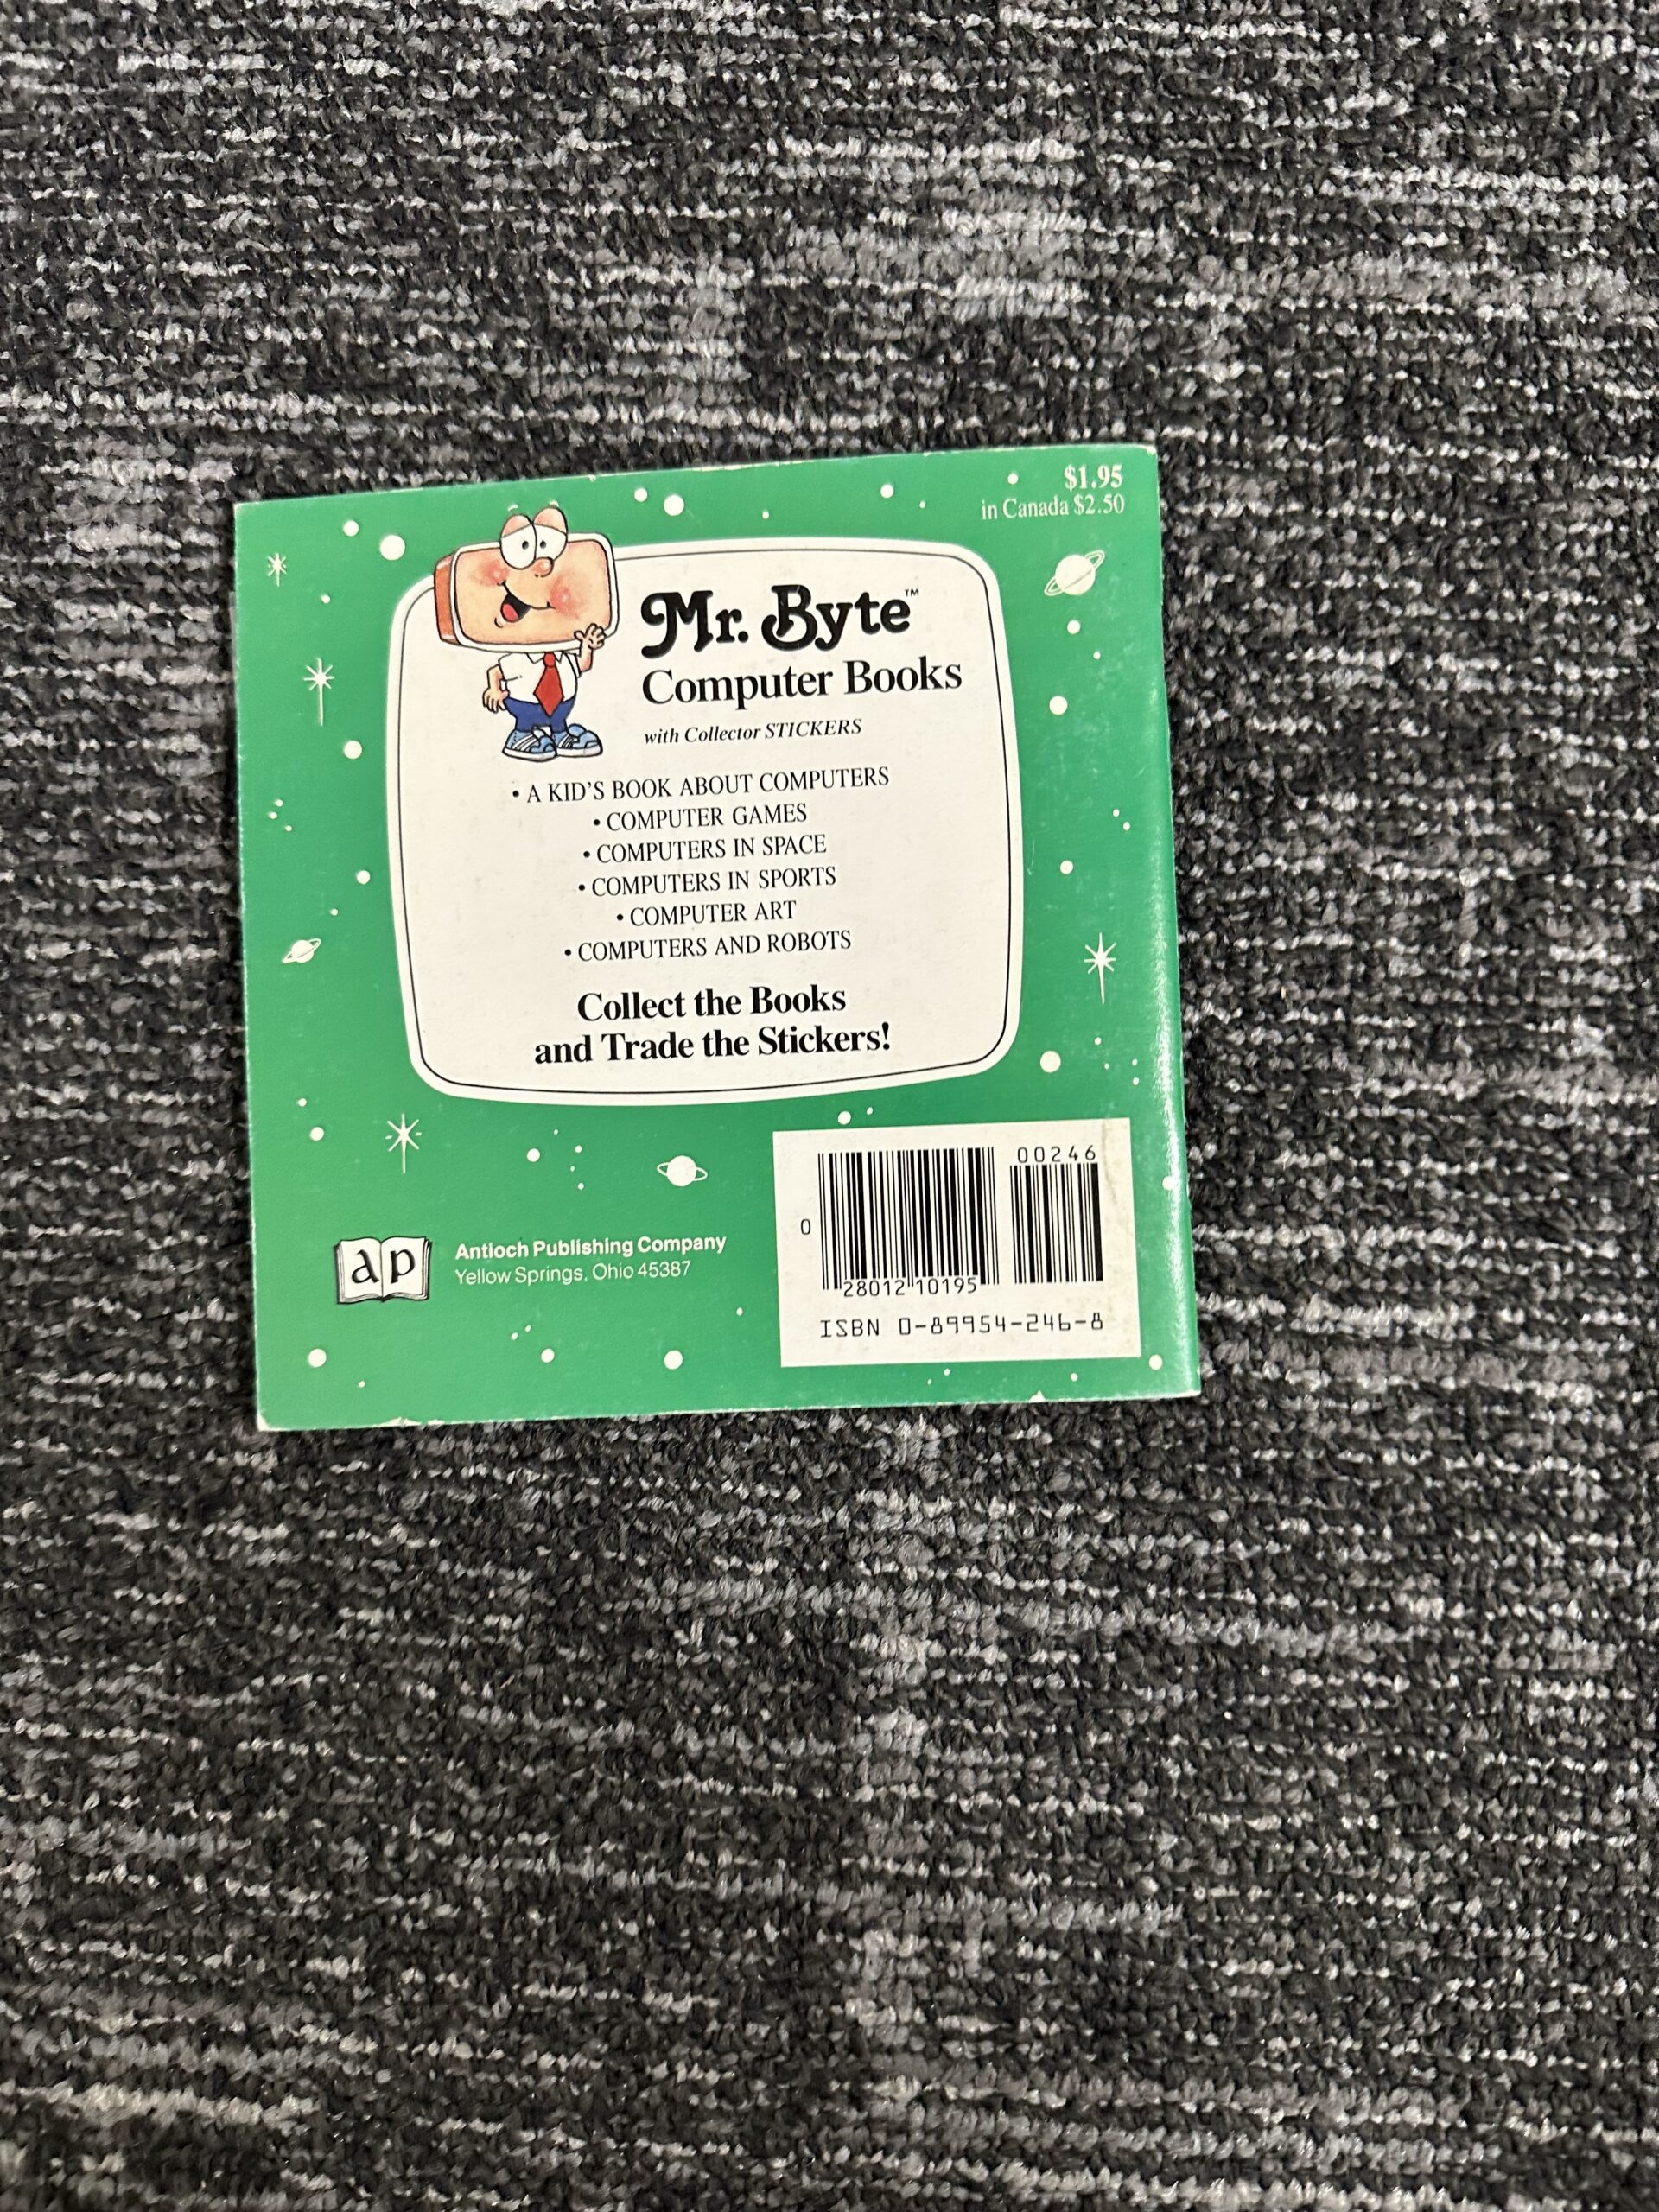 $1.95
in Canada $2.50
Mr. Byte™
Computer Books
with Collector STICKERS
• A KID'S BOOK ABOUT COMPUTERS
• COMPUTER GAMES
• COMPUTERS IN SPACE
• COMPUTERS IN SPORTS
• COMPUTER ART
• COMPUTERS AND ROBOTS
Collect the Books
and Trade the Stickers!
ap
Antioch Publishing Company
Yellow Springs, Ohio 45387
00246
0
28012 10195
ISBN 0-89954-246-8